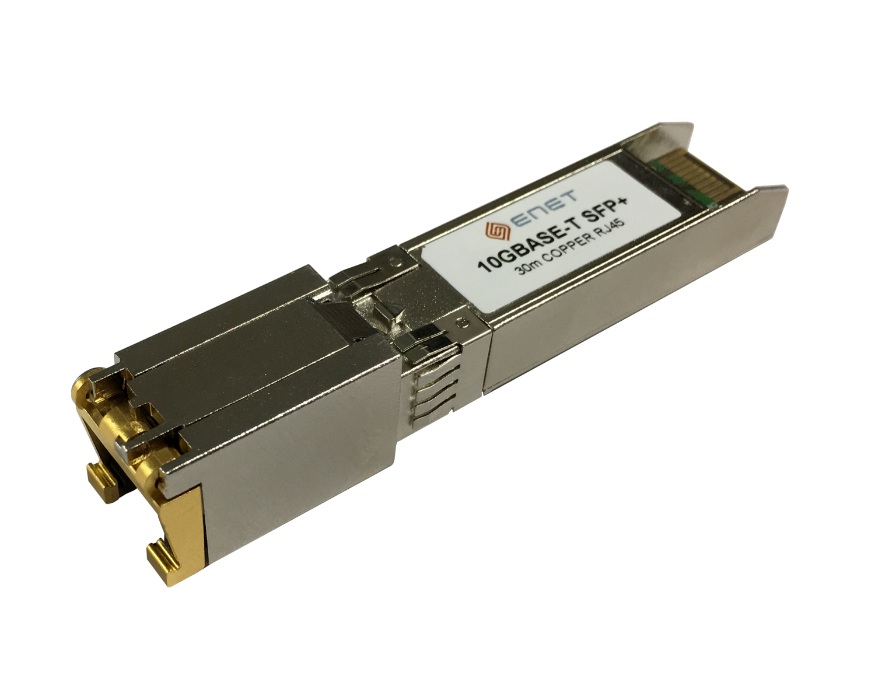 ENET
10GBASE-T SFP+
30m COPPER RJ45